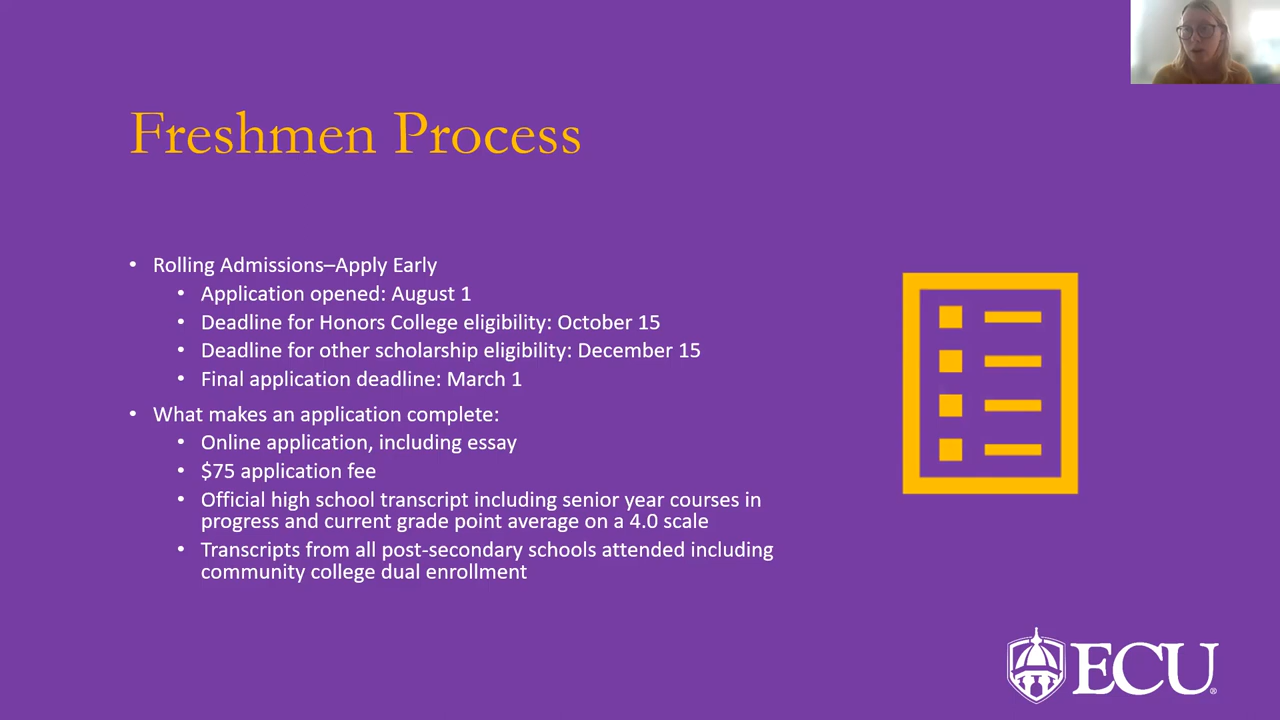 Freshmen Process
• Rolling Admissions–Apply Early
• Application opened: August 1
• Deadline for Honors College eligibility: October 15
• Deadline for other scholarship eligibility: December 15
• Final application deadline: March 1
• What makes an application complete:
• Online application, including essay
• $75 application fee
• Official high school transcript including senior year courses in
progress and current grade point average on a 4.0 scale
• Transcripts from all post-secondary schools attended including
community college dual enrollment
ECU®